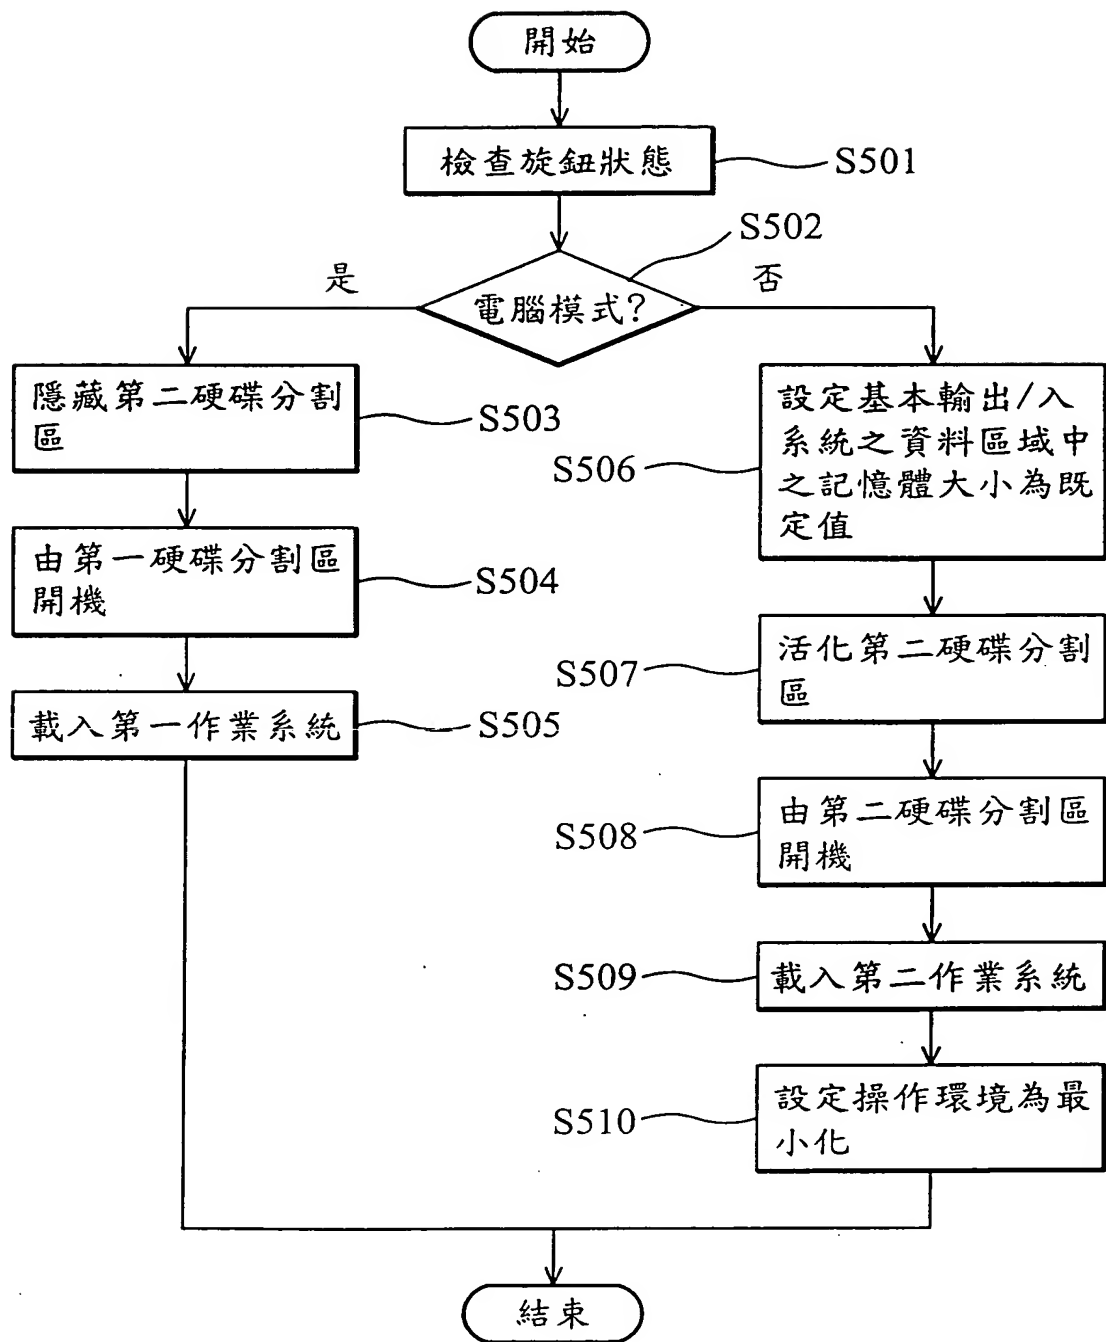 開始
檢查旋鈕狀態
S501
S502
是
否
電腦模式?
隱藏第二硬碟分割
區
S503
由第一硬碟分割區
開機
S504
載入第一作業系統
S505
設定基本輸出/入
系統之資料區域中
之記憶體大小為既
定值
S506
活化第二硬碟分割
區
S507
由第二硬碟分割區
開機
S508
載入第二作業系統
S509
設定操作環境為最
小化
S510
結束